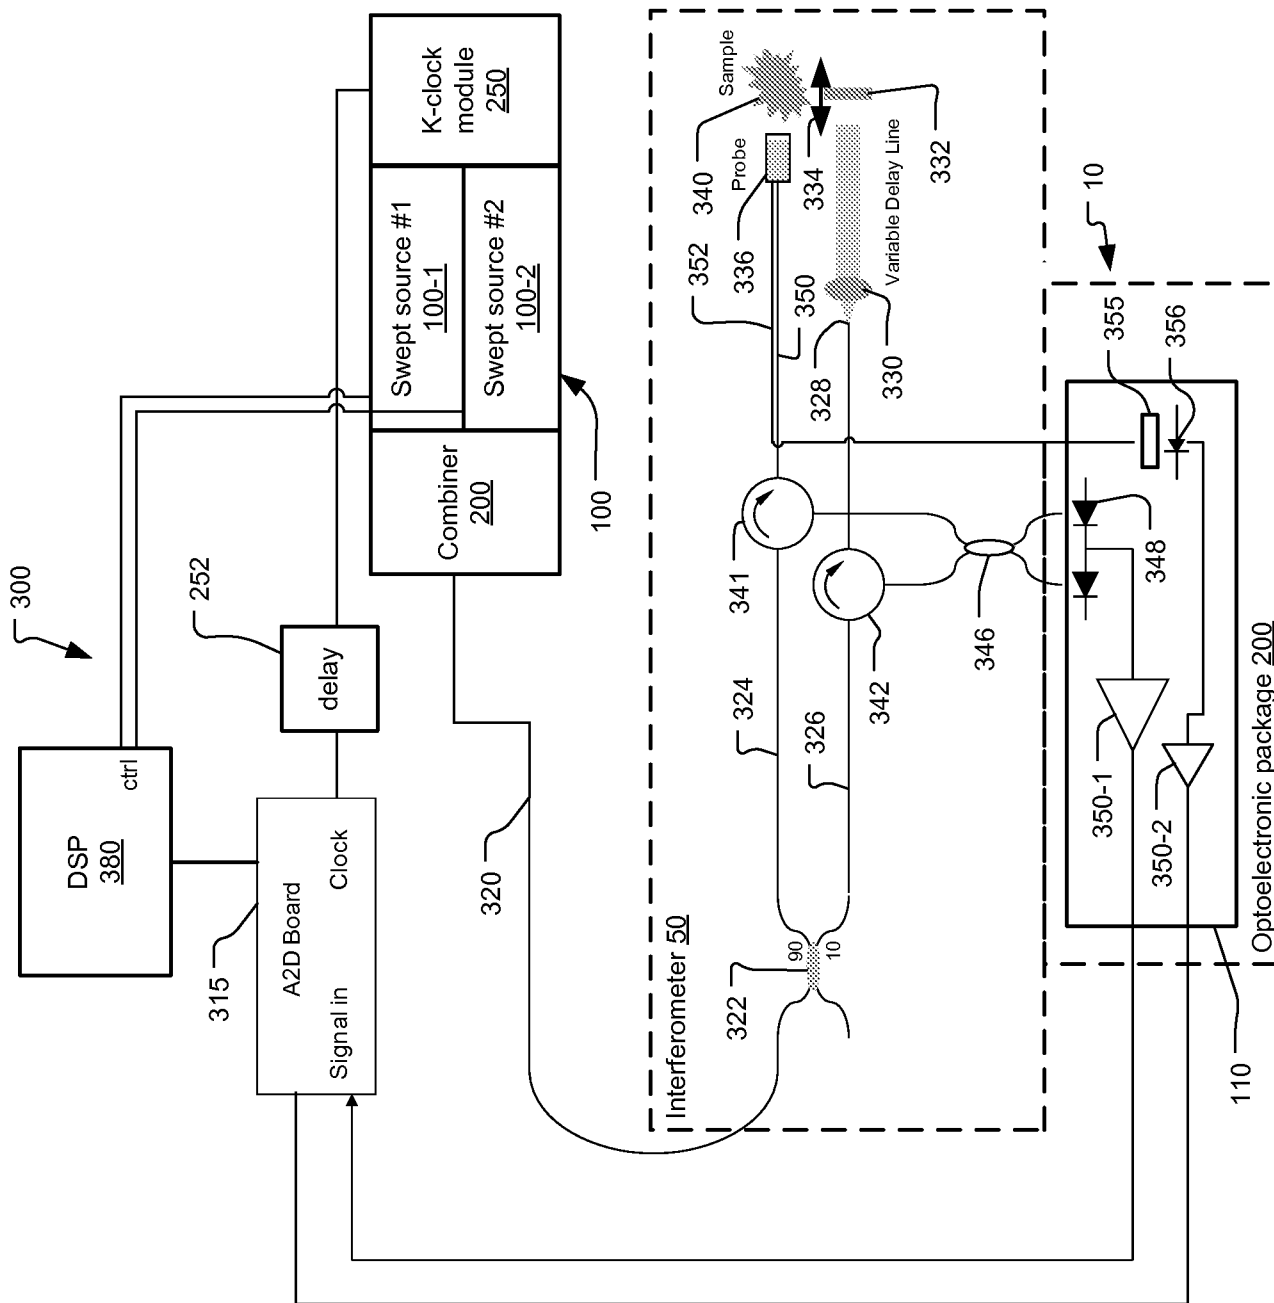 300
DSP
380
ctrl
315
A2D Board
Signal in
Clock
252
delay
K-clock
module
250
Swept source #1
100-1
Swept source #2
100-2
Combiner
200
100
320
Interferometer 50
322
90
10
324
326
341
342
346
352
336
350
328
330
Probe
340
Sample
334
332
Variable Delay Line
10
355
356
348
350-1
350-2
110
Optoelectronic package 200